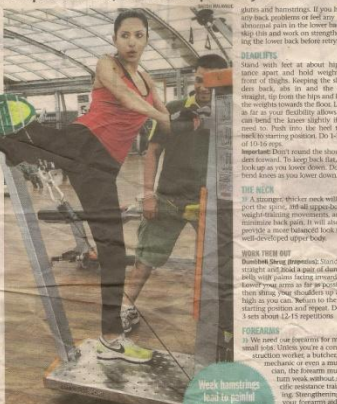 glutes and hamstrings. If you h
any back problems or feel any
abnormal pain in the lower ba
skip this and work on strength
ing the lower back before retry
DEADLIFTS
Stand with feet at about hip
tance apart and hold weight
front of thighs. Keeping the s
ders back, abs in and the
straight, tip from the hips and l
the weights towards the floor. L
as far as your flexibility allows
can bend the knees slightly i
need to. Push into the heel
back to starting position. Do 1-
of 10-16 reps.
Important: Don't round the shou
ders forward. To keep back flat,
look up as you lower down. Do
bend knees as you lower down.
THE NECK
A stronger, thicker neck will
port the spine, aid all upper-bo
weight-training movements, a
minimize back pain. It will also
provide a more balanced look
well-developed upper body.
WORK THEM OUT
Dumbbell Shrug (trapezius): Stand
straight and hold a pair of dum
bells with palms facing inward
Lower your arms as far as possi
then shrug your shoulders up
high as you can. Return to the
starting position and repeat. D
3 sets about 12-15 repetitions
FOREARMS
We need our forearms for m
small jobs. Unless you're a con
struction worker, a butcher,
mechanic or even a mu
cian, the forearm mu
turn weak without s
cific resistance trai
ing. Strengthening
your forearms and
Weak hamstrings
lead to painful